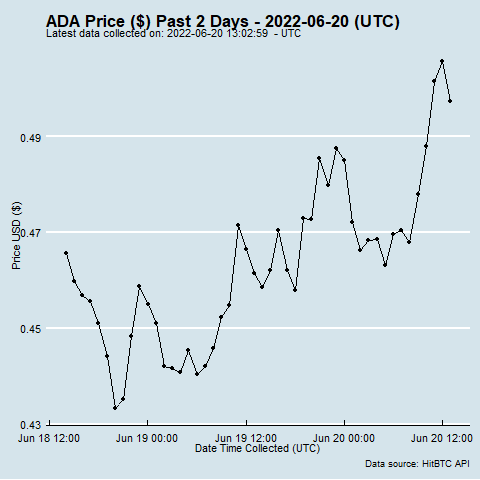 ADA Price ($) Past 2 Days - 2022-06-20 (UTC)
Latest data collected on: 2022-06-20 13:02:59 - UTC
0.49
0.47
0.45
0.43
Price USD ($)
Jun 18 12:00 Jun 19 00:00 Jun 19 12:00 Jun 20 00:00 Jun 20 12:00
Date Time Collected (UTC)
Data source: HitBTC API